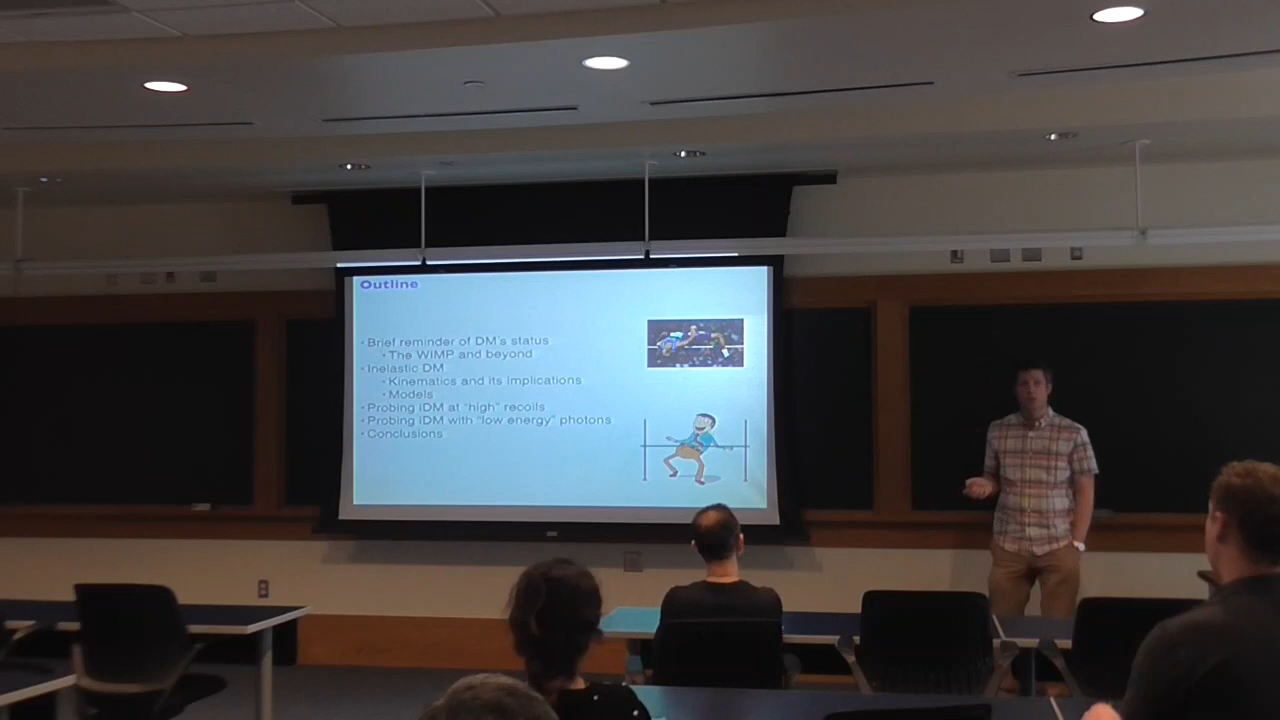 Outline
• Brief reminder of DM's status
• The WIMP and beyond
• Inelastic DM
• Kinematics and its implications
• Models
• Probing iDM at "high" recoils
• Probing iDM with "low energy" photons
• Conclusions